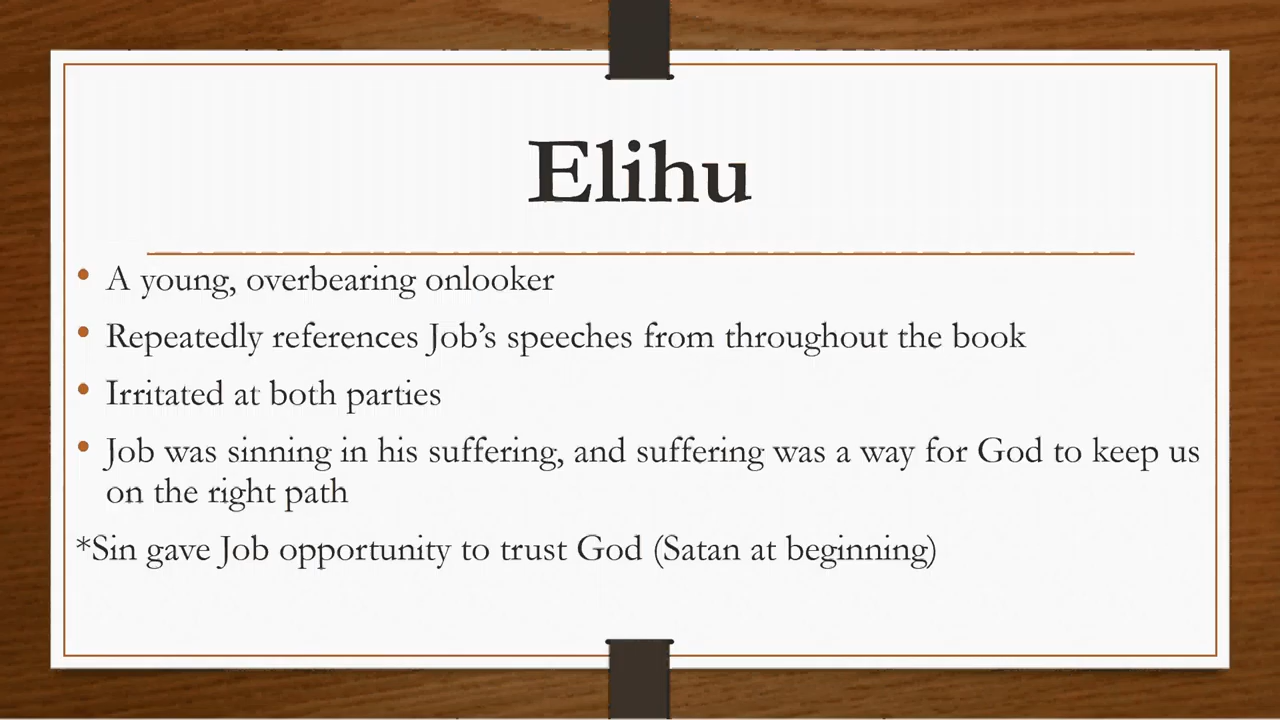 Elihu
• A young, overbearing onlooker
• Repeatedly references Job’s speeches from throughout the book
• Irritated at both parties
• Job was sinning in his suffering, and suffering was a way for God to keep us
on the right path
*Sin gave Job opportunity to trust God (Satan at beginning)